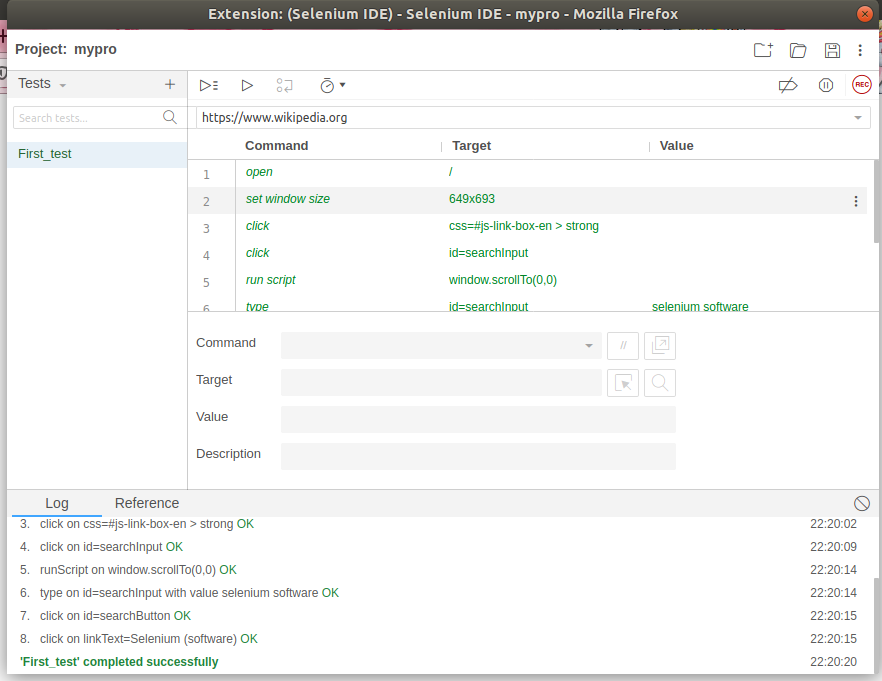 Extension: (Selenium IDE) - Selenium IDE - mypro - Mozilla Firefox
Project: mypro
Tests
REC
Search tests...
https://www.wikipedia.org
First_test
Command Target Value
1 open /
2 set window size 649x693
3 click css=#js-link-box-en > strong
4 click id=searchInput
5 run script window.scrollTo(0,0)
6 type id=searchInput selenium software
Command //
Target
Value
Description
Log Reference
3. click on css=#js-link-box-en > strong OK 22:20:02
4. click on id=searchInput OK 22:20:09
5. runScript on window.scrollTo(0,0) OK 22:20:14
6. type on id=searchInput with value selenium software OK 22:20:14
7. click on id=searchButton OK 22:20:15
8. click on linkText=Selenium (software) OK 22:20:15
'First_test' completed successfully 22:20:20